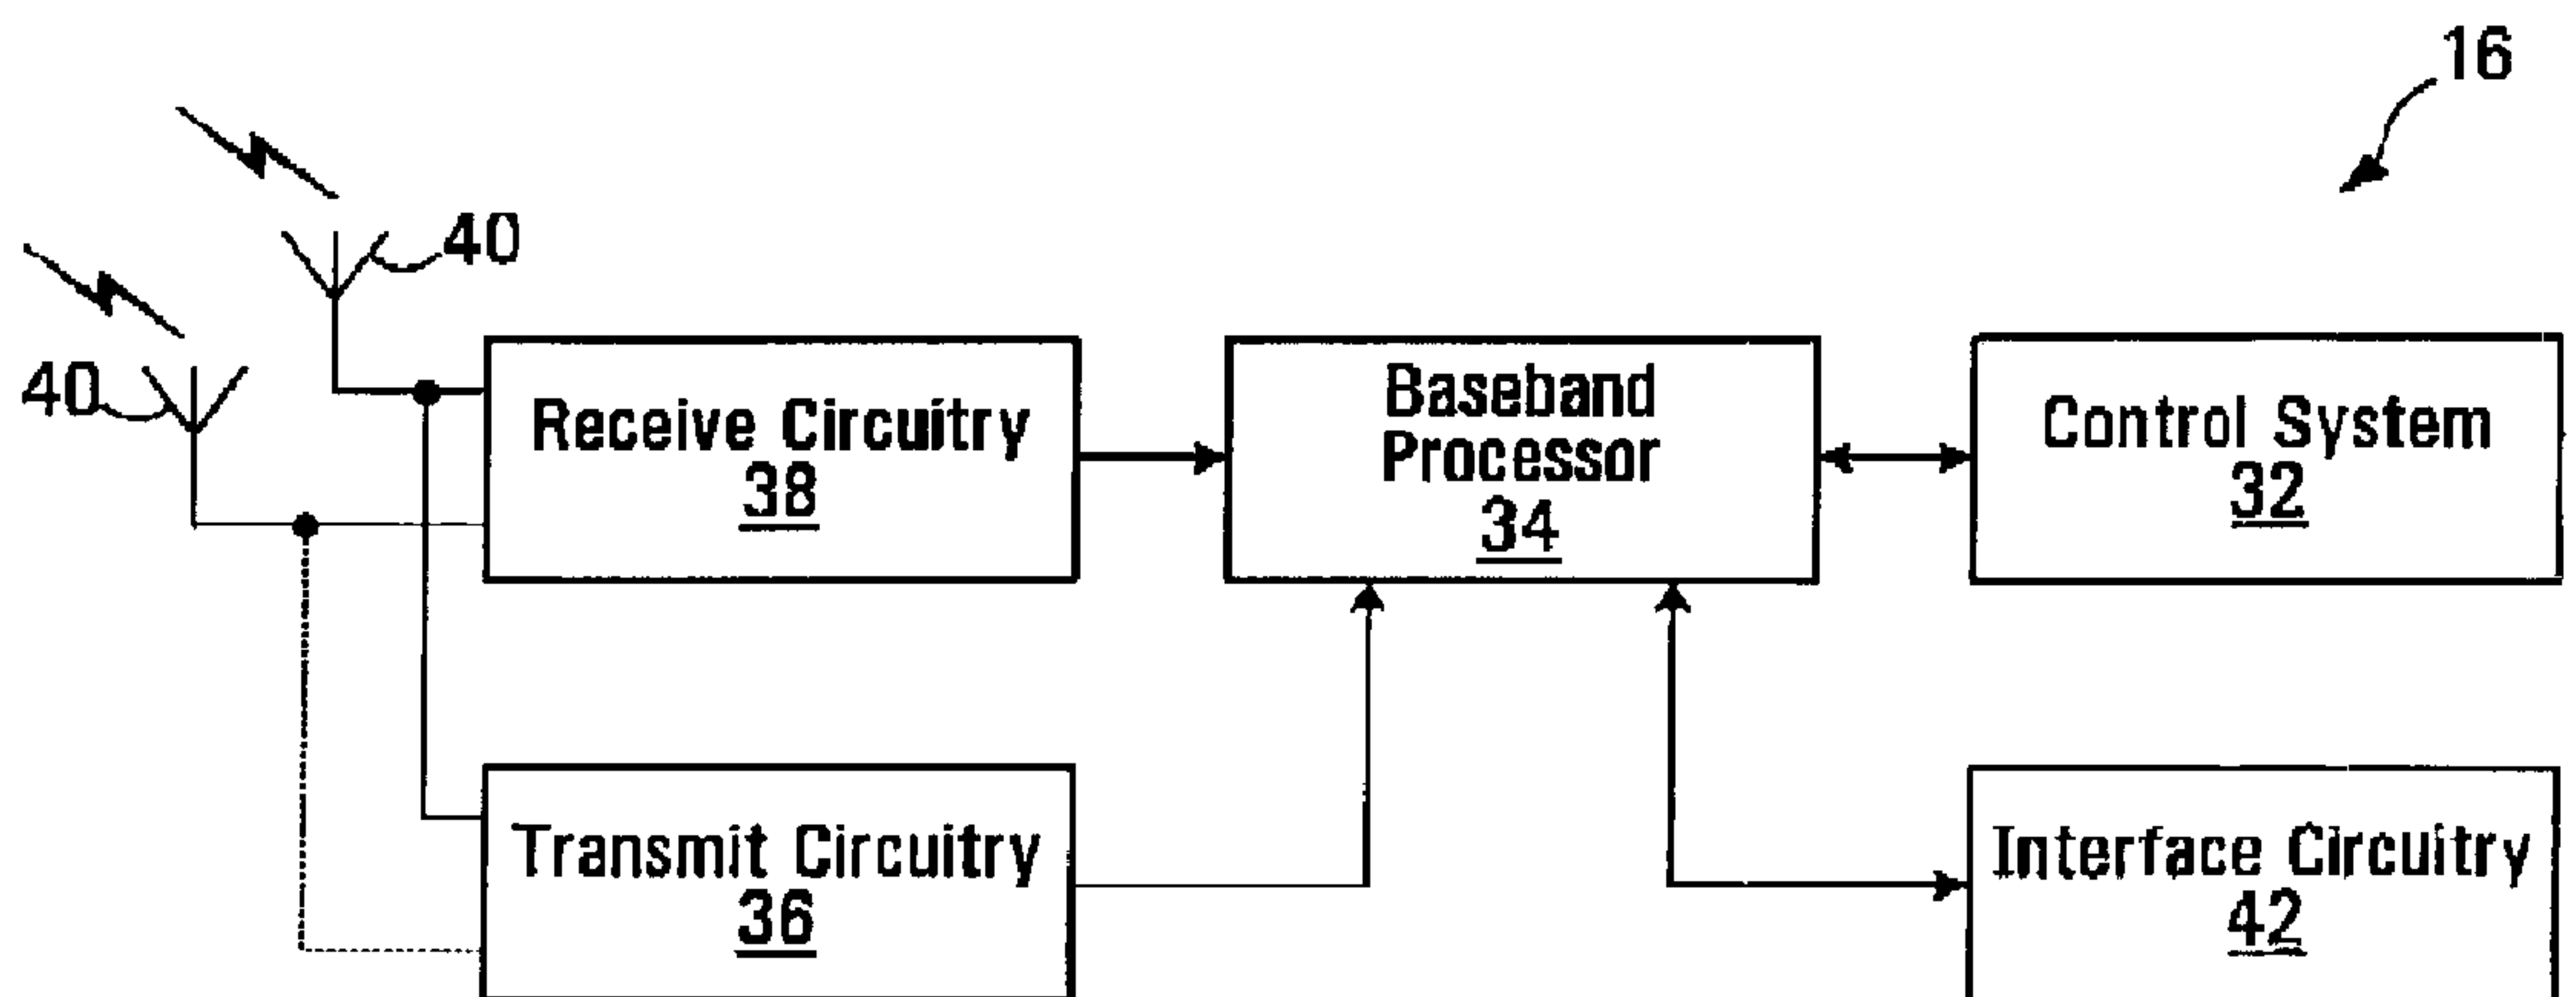 16
40
40
Receive Circuitry
38
Baseband
Processor
34
Control System
32
Transmit Circuitry
36
Interface Circuitry
42